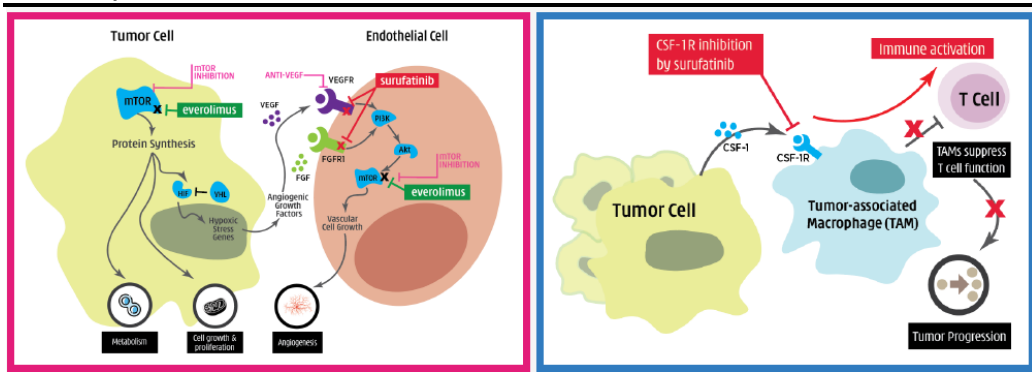 Tumor Cell
Endothelial Cell
mTOR
INHIBITION
mTOR
X
everolimus
Protein Synthesis
HIF
VHL
Hypoxic
Stress
Genes
Angiogenic
Growth
Factors
ANTI-VEGF
VEGFR
surufatinib
VEGF
X
PI3K
FGFR1
X
FGF
Akt
mTOR
INHIBITION
mTOR
X
everolimus
Vascular
Cell Growth
Metabolism
Cell growth &
proliferation
Angiogenesis
CSF-1R inhibition
by surufatinib
Immune activation
T Cell
CSF-1
CSF-1R
X
TAMs suppress
T cell function
Tumor Cell
Tumor-associated
Macrophage (TAM)
X
Tumor Progression